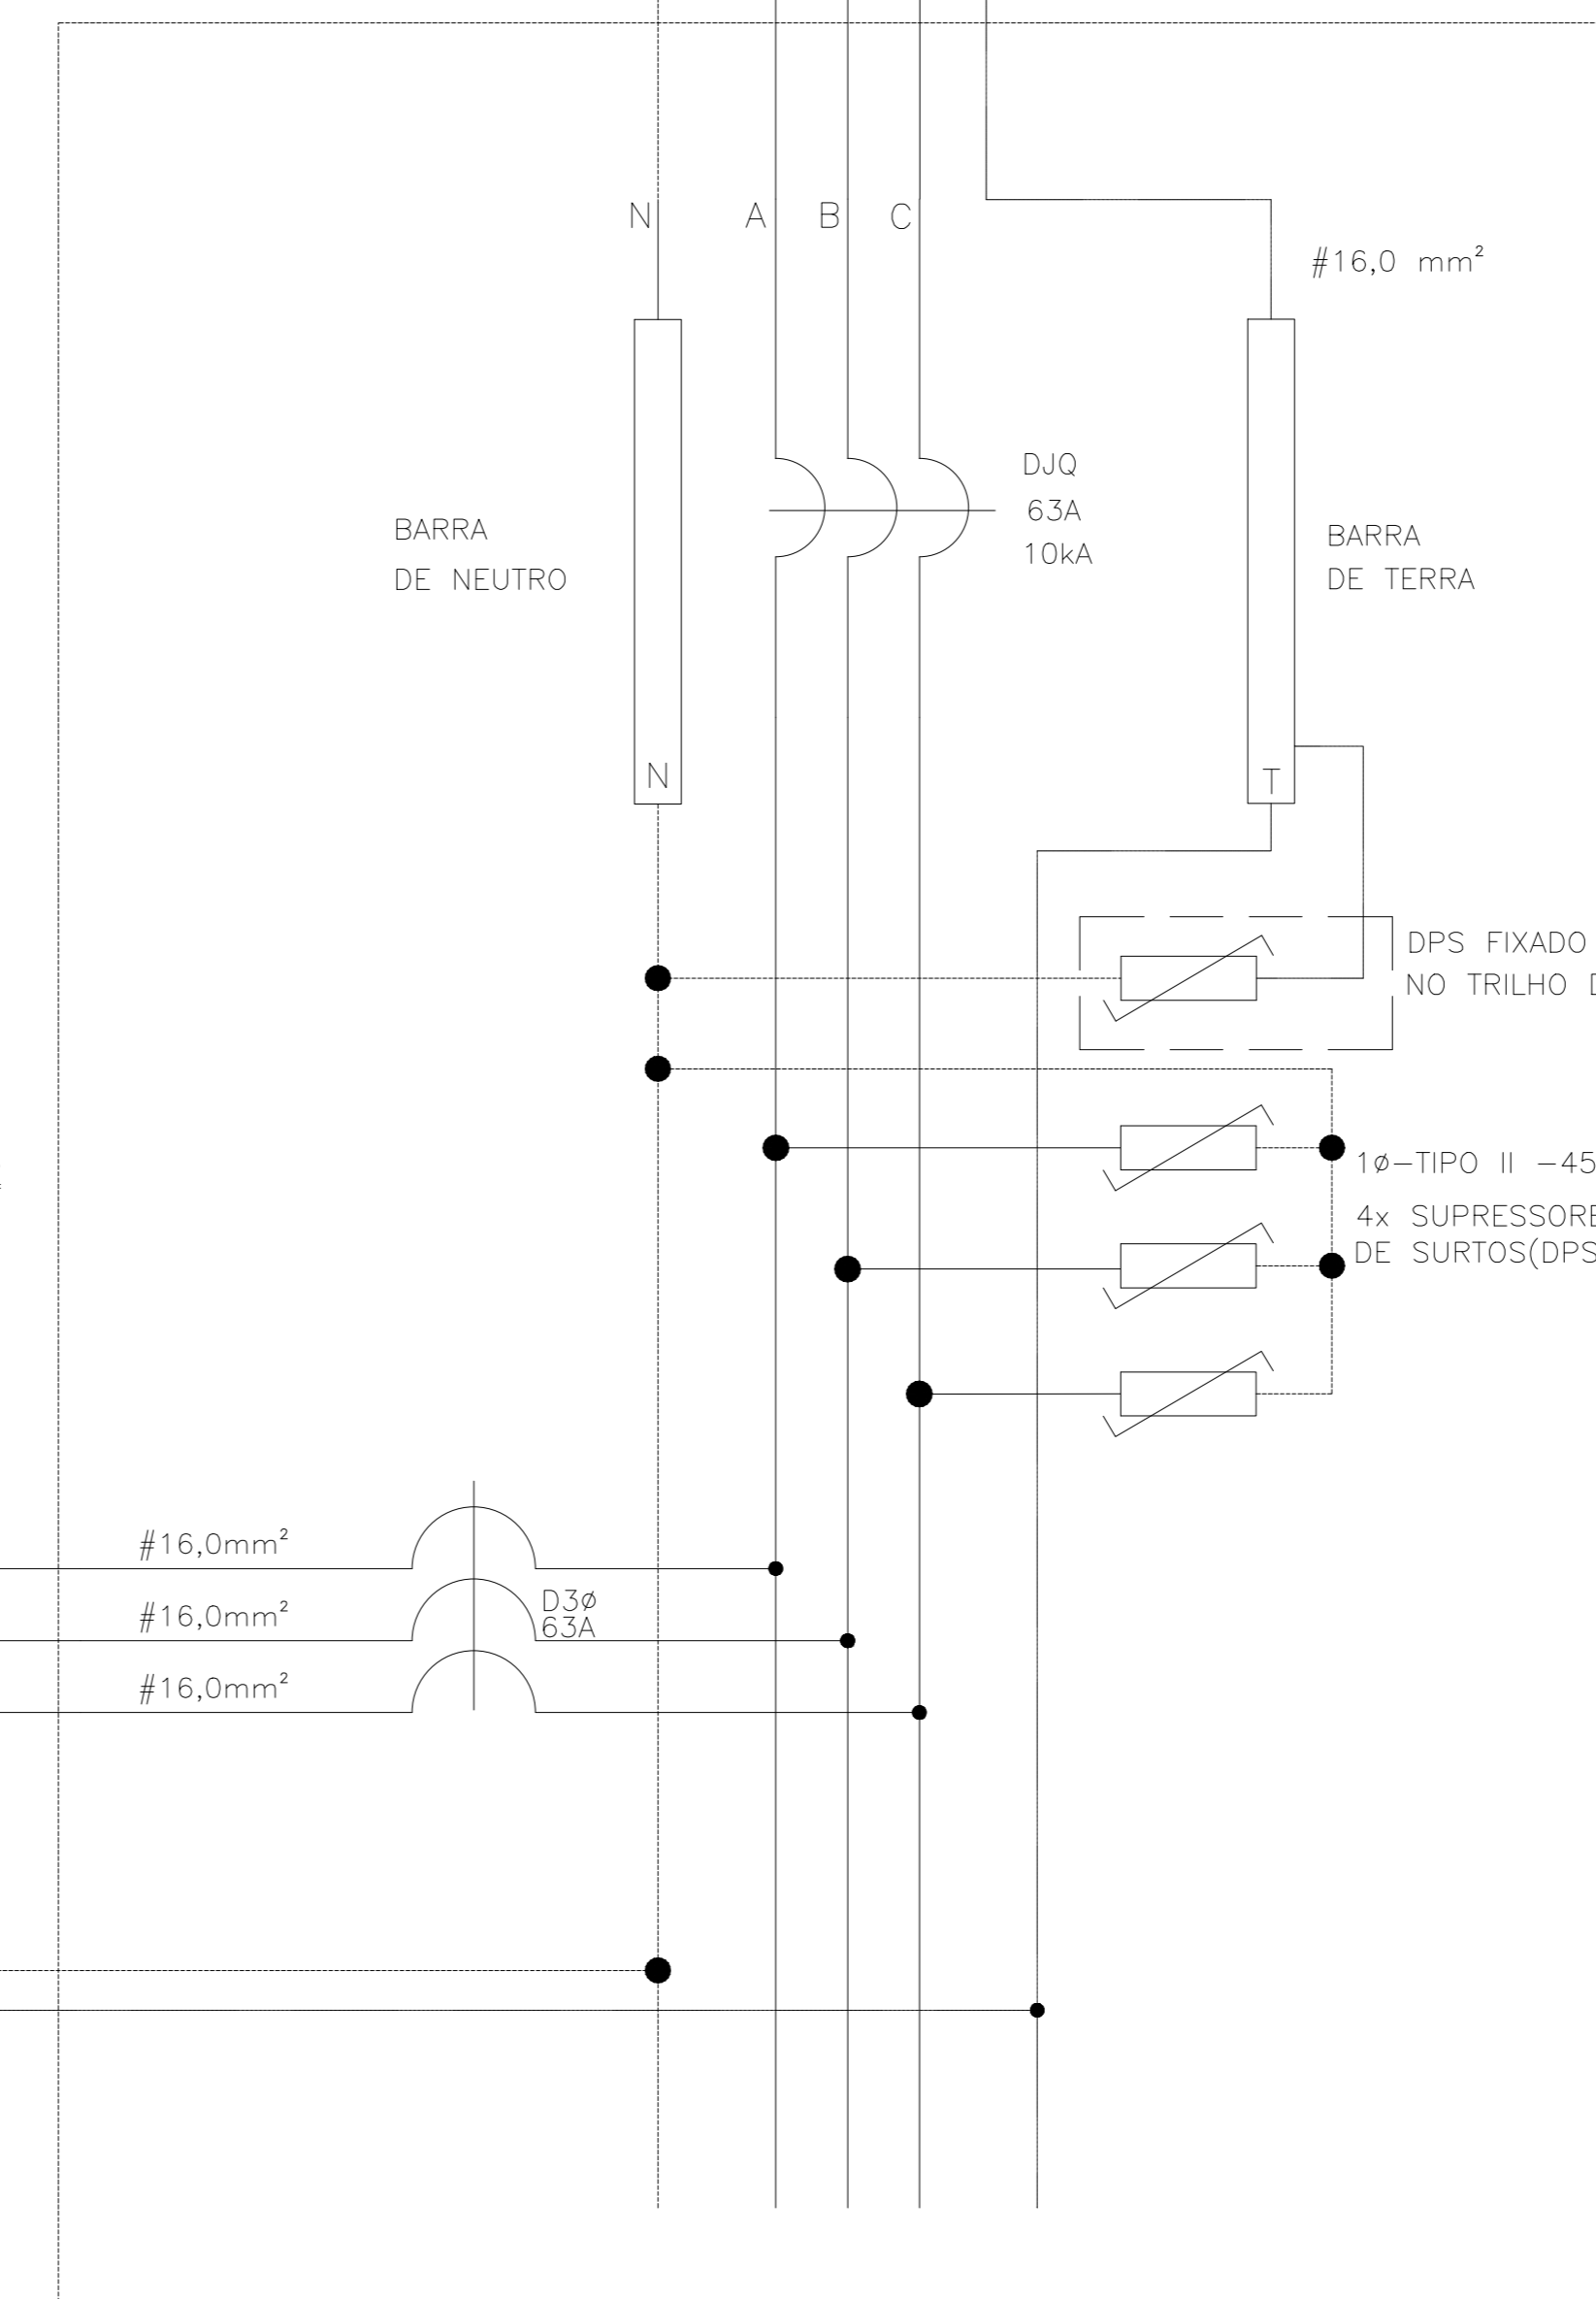 N A B C
#16,0 mm²
DJQ
63A
10kA
BARRA
DE NEUTRO
BARRA
DE TERRA
N
T
DPS FIXADO
NO TRILHO
1ø-TIPO II -45
4x SUPRESSORE
DE SURTOS(DPS
#16,0mm²
D3ø
63A
#16,0mm²
#16,0mm²